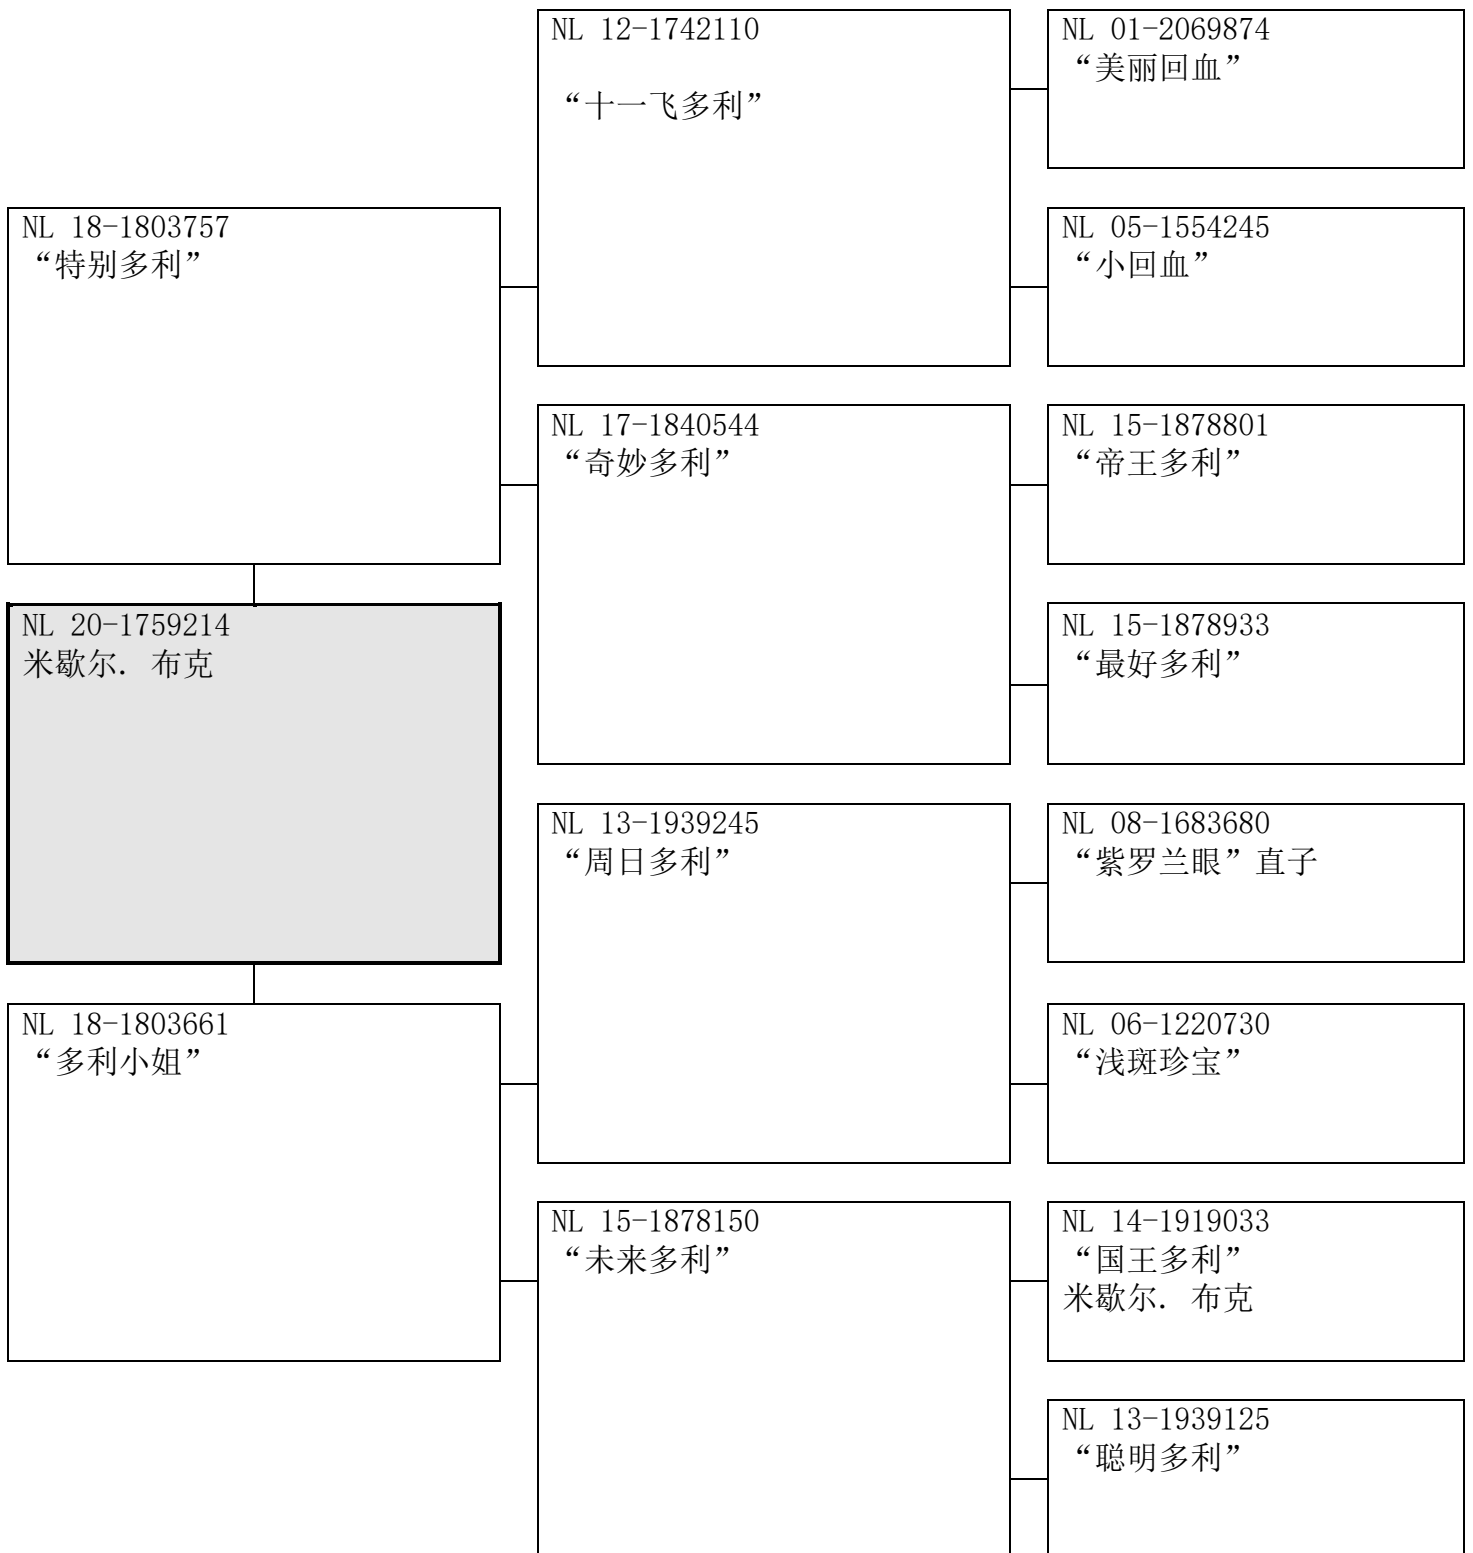 NL 18-1803757
“特别多利”
NL 20-1759214
米歇尔. 布克
NL 18-1803661
“多利小姐”
NL 12-1742110
“十一飞多利”
NL 17-1840544
“奇妙多利”
NL 13-1939245
“周日多利”
NL 15-1878150
“未来多利”
NL 01-2069874
“美丽回血”
NL 05-1554245
“小回血”
NL 15-1878801
“帝王多利”
NL 15-1878933
“最好多利”
NL 08-1683680
“紫罗兰眼”直子
NL 06-1220730
“浅斑珍宝”
NL 14-1919033
“国王多利”
米歇尔. 布克
NL 13-1939125
“聪明多利”